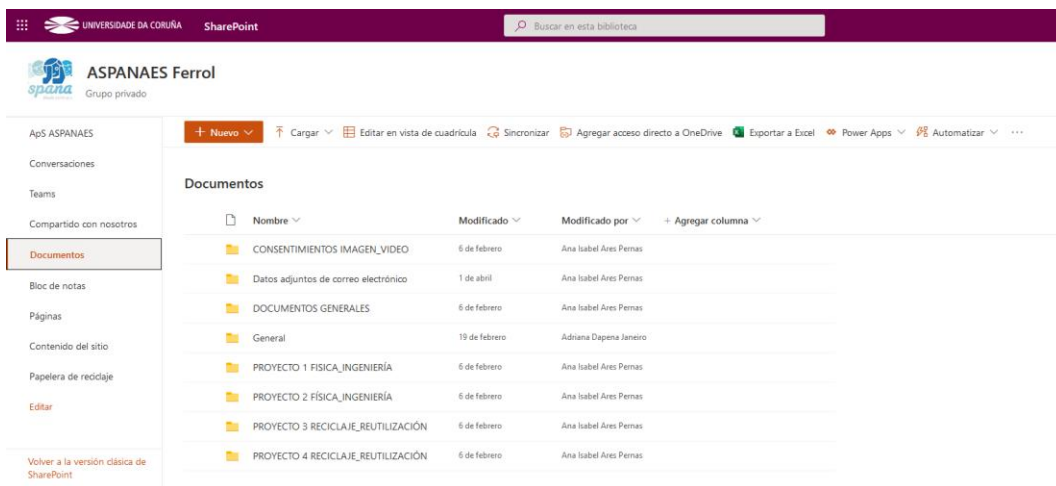 UNIVERSIDADE DA CORUÑA SharePoint Buscar en esta biblioteca
spana
ASPANAES Ferrol
Grupo privado
ApS ASPANAES
Conversaciones
Teams
Compartido con nosotros
Documentos
Bloc de notas
Páginas
Contenido del sitio
Papelera de reciclaje
Editar
Volver a la versión clásica de
SharePoint
+ Nuevo Cargar Editar en vista de cuadrícula Sincronizar Agregar acceso directo a OneDrive Exportar a Excel Power Apps Automatizar ...
Documentos
Nombre Modificado Modificado por + Agregar columna
CONSENTIMIENTOS IMAGEN_VIDEO 6 de febrero Ana Isabel Ares Pernas
Datos adjuntos de correo electrónico 1 de abril Ana Isabel Ares Pernas
DOCUMENTOS GENERALES 6 de febrero Ana Isabel Ares Pernas
General 19 de febrero Adriana Dapena Janeiro
PROYECTO 1 FISICA_INGENIERÍA 6 de febrero Ana Isabel Ares Pernas
PROYECTO 2 FÍSICA_INGENIERÍA 6 de febrero Ana Isabel Ares Pernas
PROYECTO 3 RECICLAJE_REUTILIZACIÓN 6 de febrero Ana Isabel Ares Pernas
PROYECTO 4 RECICLAJE_REUTILIZACIÓN 6 de febrero Ana Isabel Ares Pernas